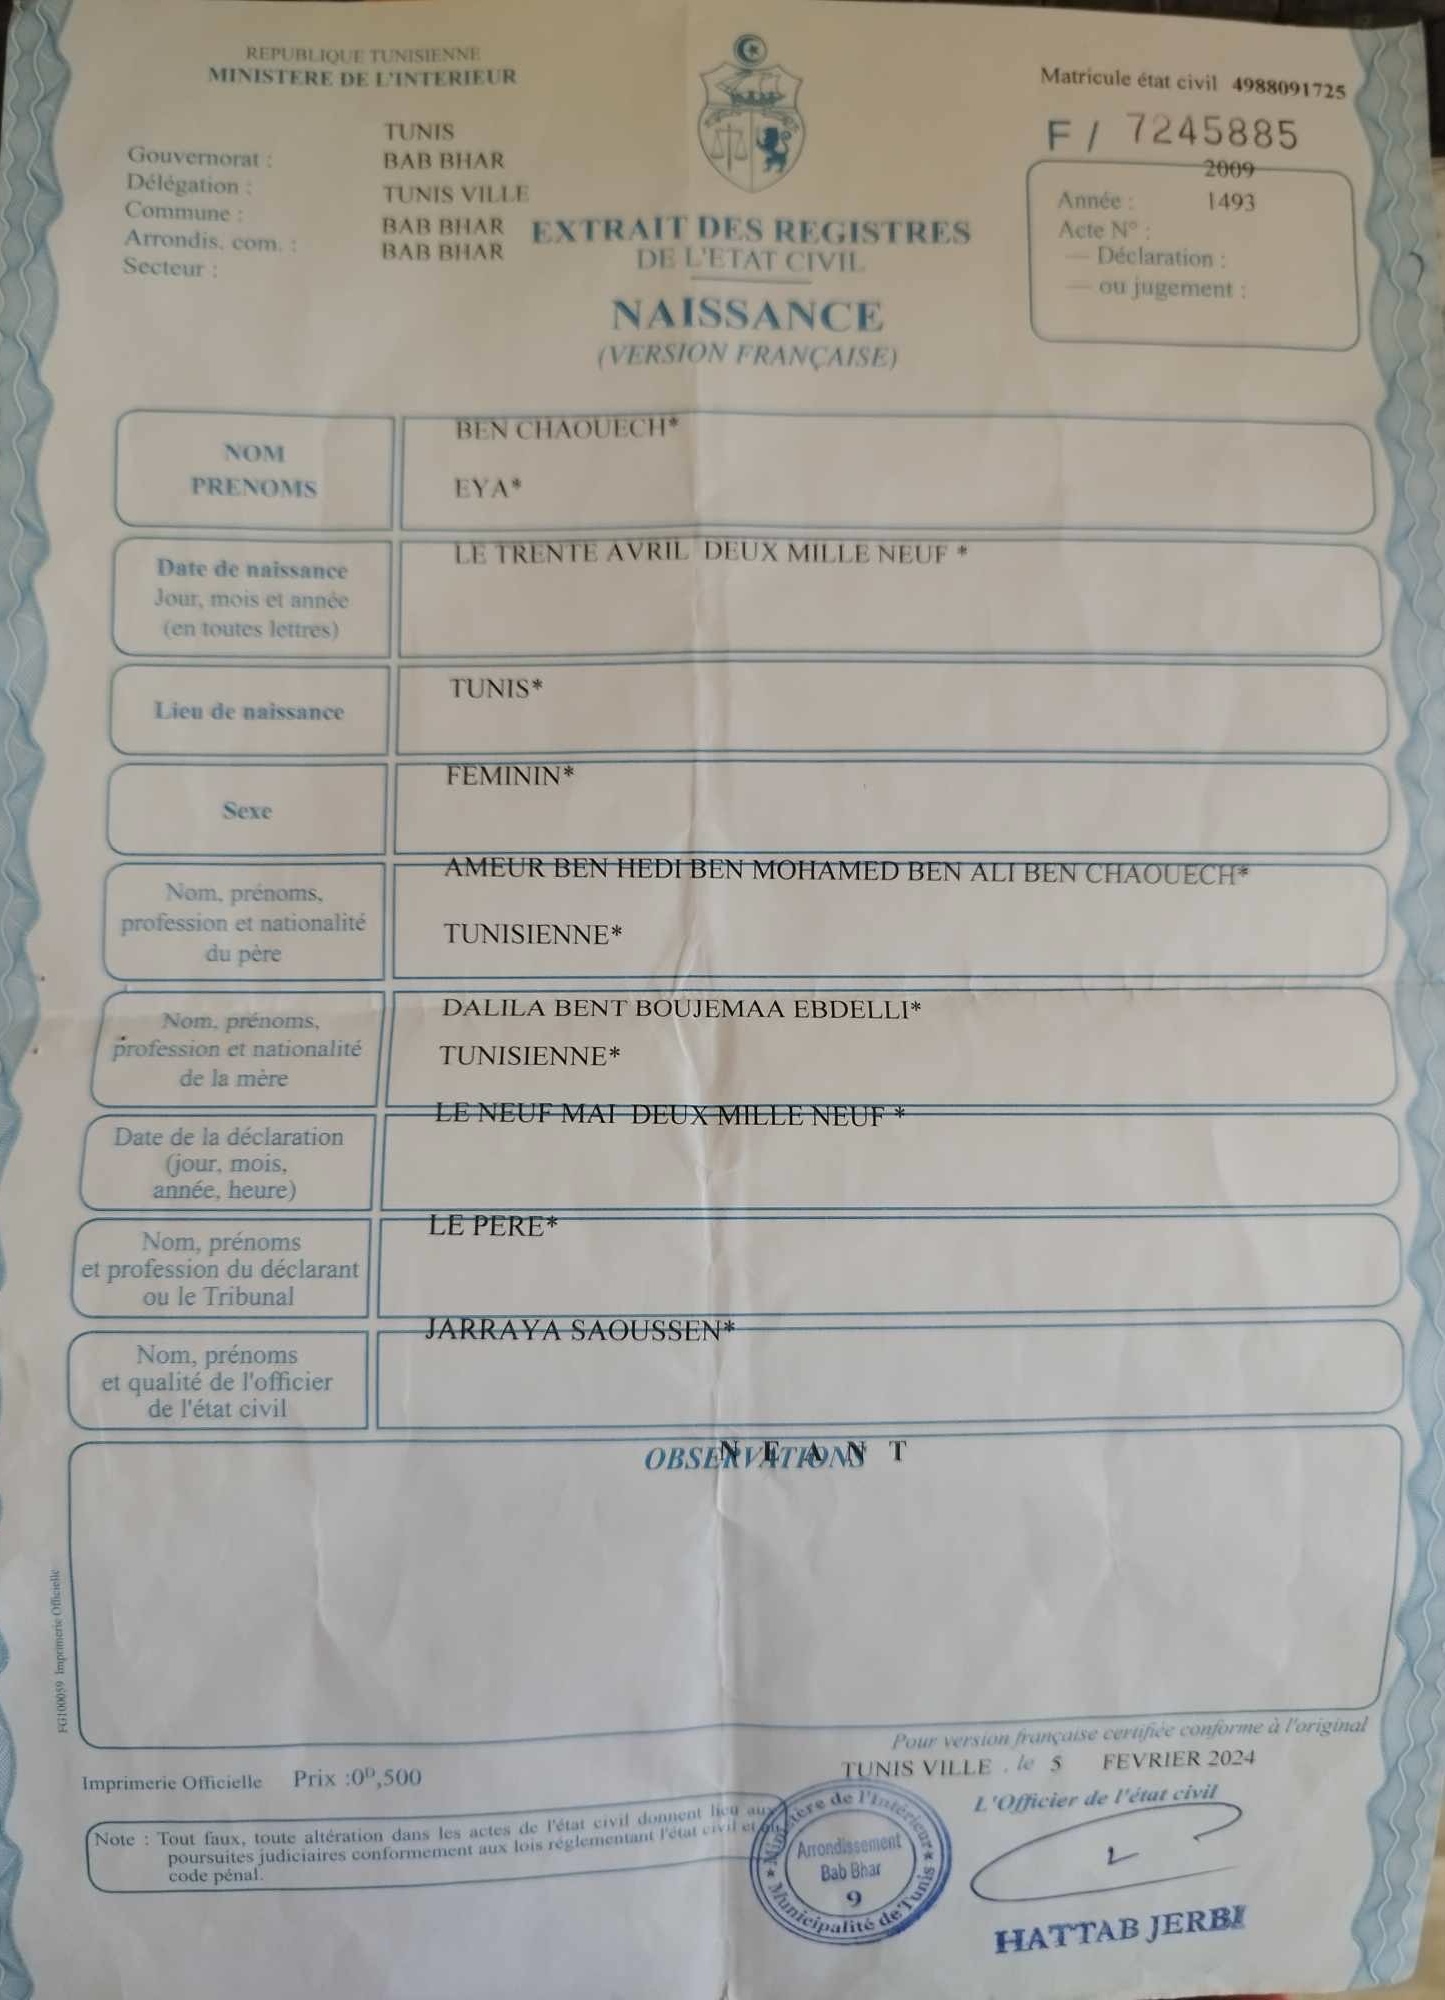 REPUBLIQUE TUNISIENNE
MINISTERE DE L'INTERIEUR
Matricule état civil 4988091725
F / 7245885
TUNIS
Gouvernorat :
BAB BHAR
Délégation :
TUNIS VILLE
Commune :
BAB BHAR
Arrondis. com. :
BAB BHAR
Secteur :
2009
Année :
1493
Acte N° :
— Déclaration :
— ou jugement :
EXTRAIT DES REGISTRES
DE L'ETAT CIVIL
NAISSANCE
(VERSION FRANÇAISE)
NOM
PRENOMS
BEN CHAOUECH*
EYA*
Date de naissance
Jour, mois et année
(en toutes lettres)
LE TRENTE AVRIL DEUX MILLE NEUF *
Lieu de naissance
TUNIS*
Sexe
FEMININ*
Nom, prénoms,
profession et nationalité
du père
AMEUR BEN HEDI BEN MOHAMED BEN ALI BEN CHAOUECH*
TUNISIENNE*
Nom, prénoms,
profession et nationalité
de la mère
DALILA BENT BOUJEMAA EBDELLI*
TUNISIENNE*
Date de la déclaration
(jour, mois,
année, heure)
LE NEUF MAI DEUX MILLE NEUF *
Nom, prénoms
et profession du déclarant
ou le Tribunal
LE PERE*
Nom, prénoms
et qualité de l'officier
de l'état civil
JARRAYA SAOUSSEN*
OBSERVATIONS
N E A N T
FG100059 Imprimerie Officielle
Pour version française certifiée conforme à l'original
TUNIS VILLE , le 5 FEVRIER 2024
L'Officier de l'état civil
Imprimerie Officielle Prix :0ᴰ,500
Note : Tout faux, toute altération dans les actes de l'état civil donnent lieu aux
poursuites judiciaires conformement aux lois réglementant l'état civil et du
code pénal.
Ministère de l'Intérieur
Arrondissement
Bab Bhar
9
Municipalité de Tunis
HATTAB JERBI